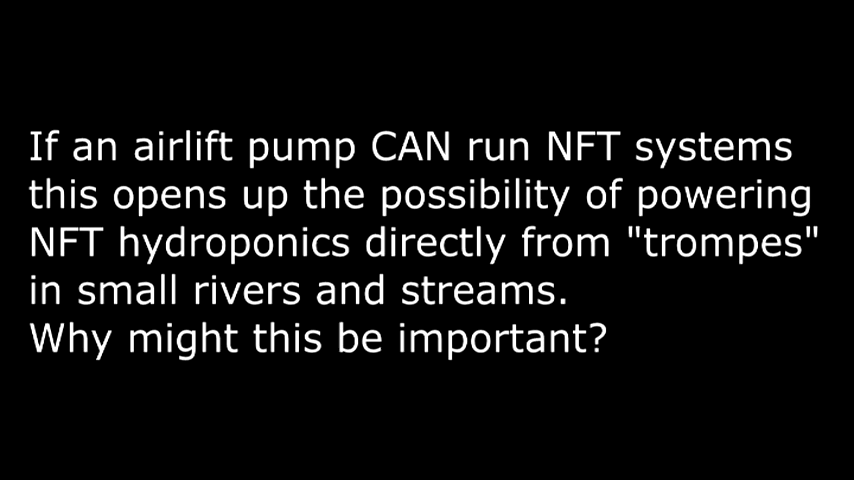 If an airlift pump CAN run NFT systems
this opens up the possibility of powering
NFT hydroponics directly from "trompes"
in small rivers and streams.
Why might this be important?